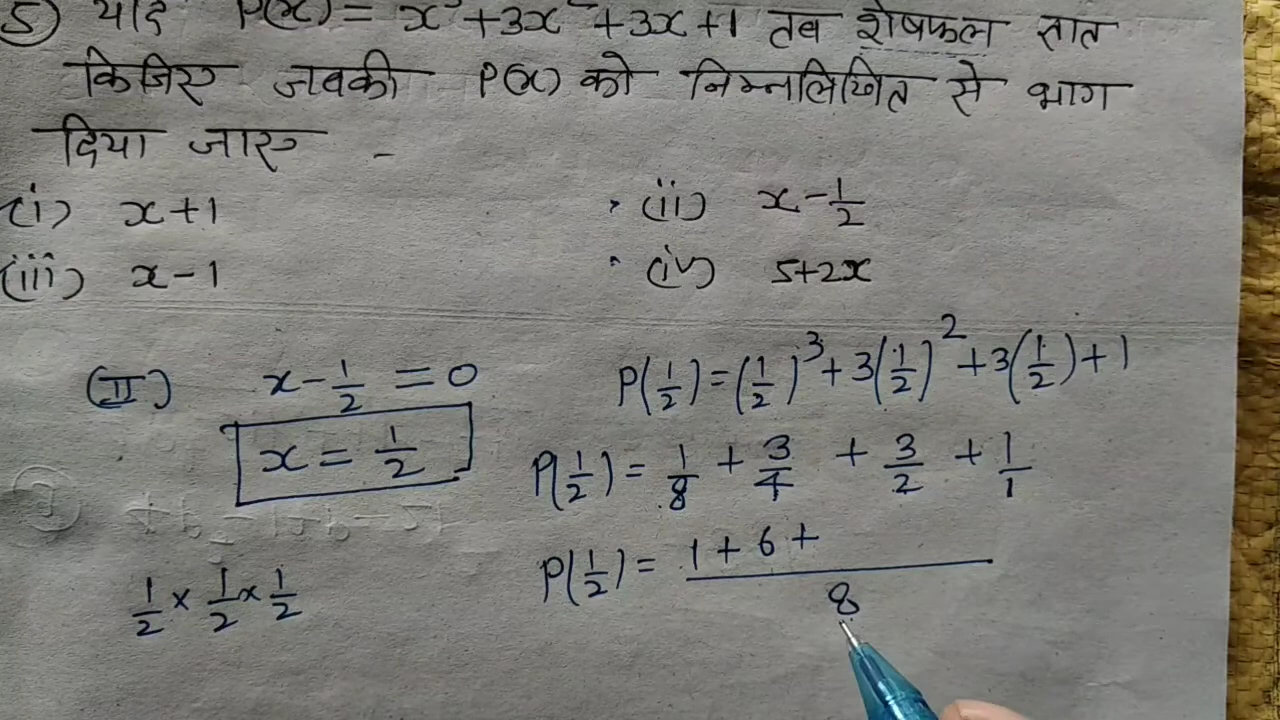 5) यदि P(x) = x³+3x²+3x+1 तब शेषफल ज्ञात
किजिए जबकी P(x) को निम्नलिखित से भाग
दिया जाए -
(i) x+1 (ii) x-1/2
(iii) x-1 (iv) 5+2x
(II) x-1/2 = 0
x = 1/2
1/2 × 1/2 × 1/2
P(1/2) = (1/2)³+3(1/2)²+3(1/2)+1
P(1/2) = 1/8 + 3/4 + 3/2 + 1/1
P(1/2) = (1+6+)/8